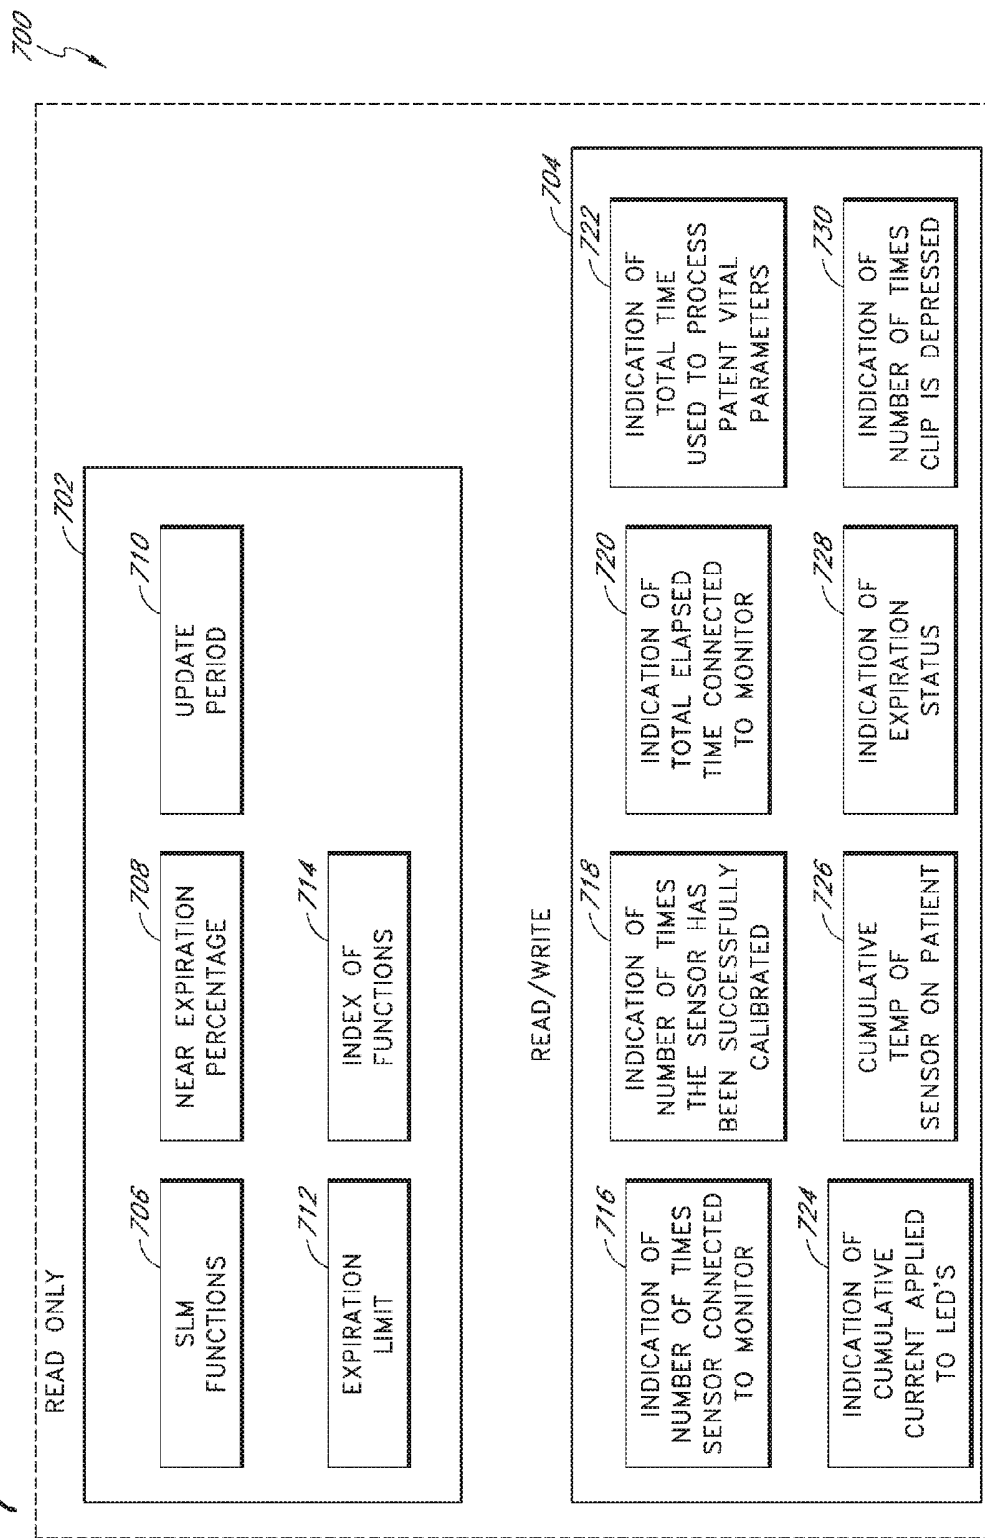 700
READ ONLY
702
706
SLM
FUNCTIONS
708
NEAR EXPIRATION
PERCENTAGE
710
UPDATE
PERIOD
712
EXPIRATION
LIMIT
714
INDEX OF
FUNCTIONS
READ/WRITE
704
716
INDICATION OF
NUMBER OF TIMES
SENSOR CONNECTED
TO MONITOR
718
INDICATION OF
NUMBER OF TIMES
THE SENSOR HAS
BEEN SUCCESSFULLY
CALIBRATED
720
INDICATION OF
TOTAL ELAPSED
TIME CONNECTED
TO MONITOR
722
INDICATION OF
TOTAL TIME
USED TO PROCESS
PATENT VITAL
PARAMETERS
724
INDICATION OF
CUMULATIVE
CURRENT APPLIED
TO LED'S
726
CUMULATIVE
TEMP OF
SENSOR ON PATIENT
728
INDICATION OF
EXPIRATION
STATUS
730
INDICATION OF
NUMBER OF TIMES
CLIP IS DEPRESSED